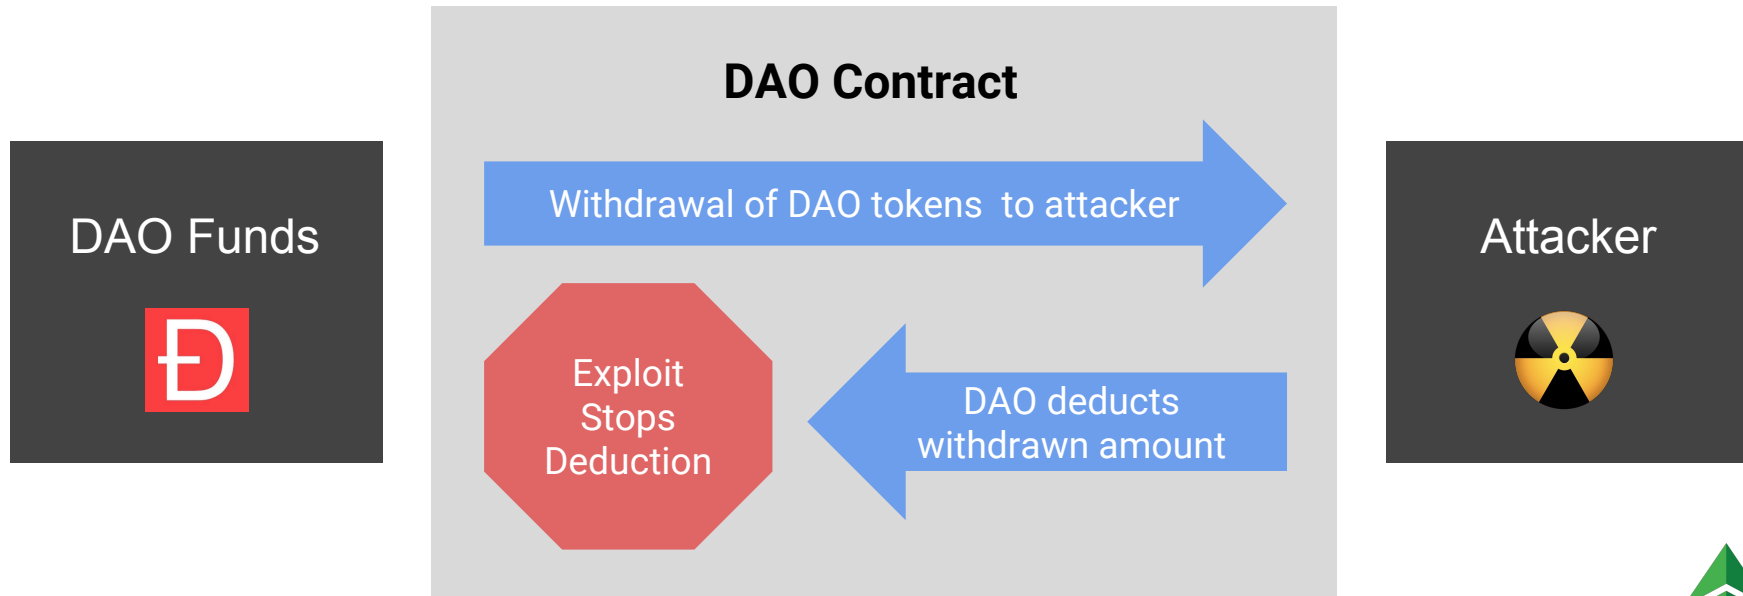 DAO Contract
Withdrawal of DAO tokens  to attacker
DAO Funds
Đ
Attacker
Exploit
Stops
Deduction
DAO deducts
withdrawn amount